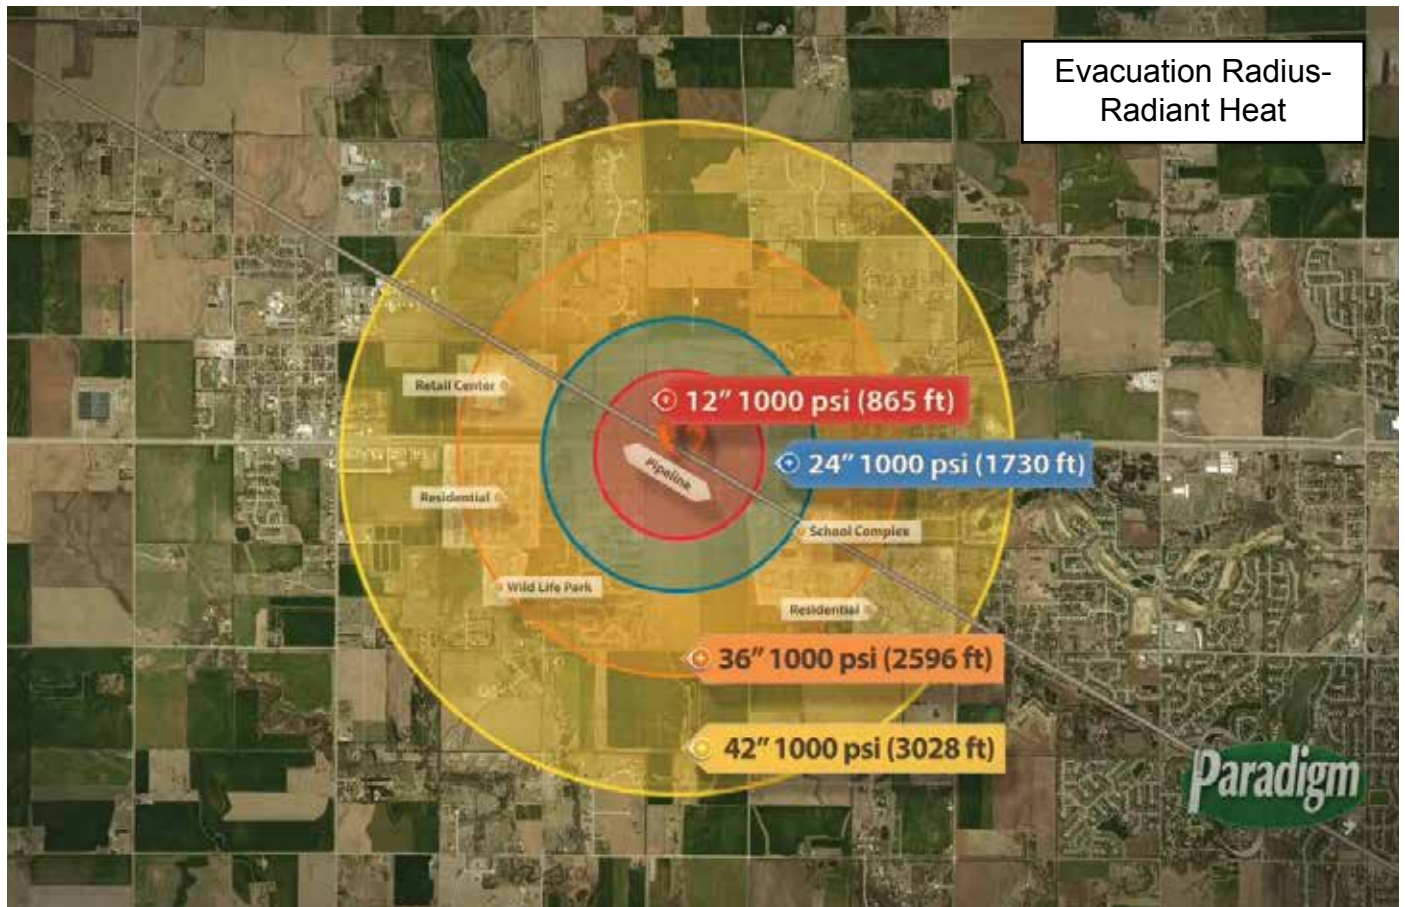 Evacuation Radius-
Radiant Heat
Retail Center
12” 1000 psi (865 ft)
24” 1000 psi (1730 ft)
Pipeline
Residential
School Complex
Wild Life Park
Residential
36” 1000 psi (2596 ft)
42” 1000 psi (3028 ft)
Paradigm